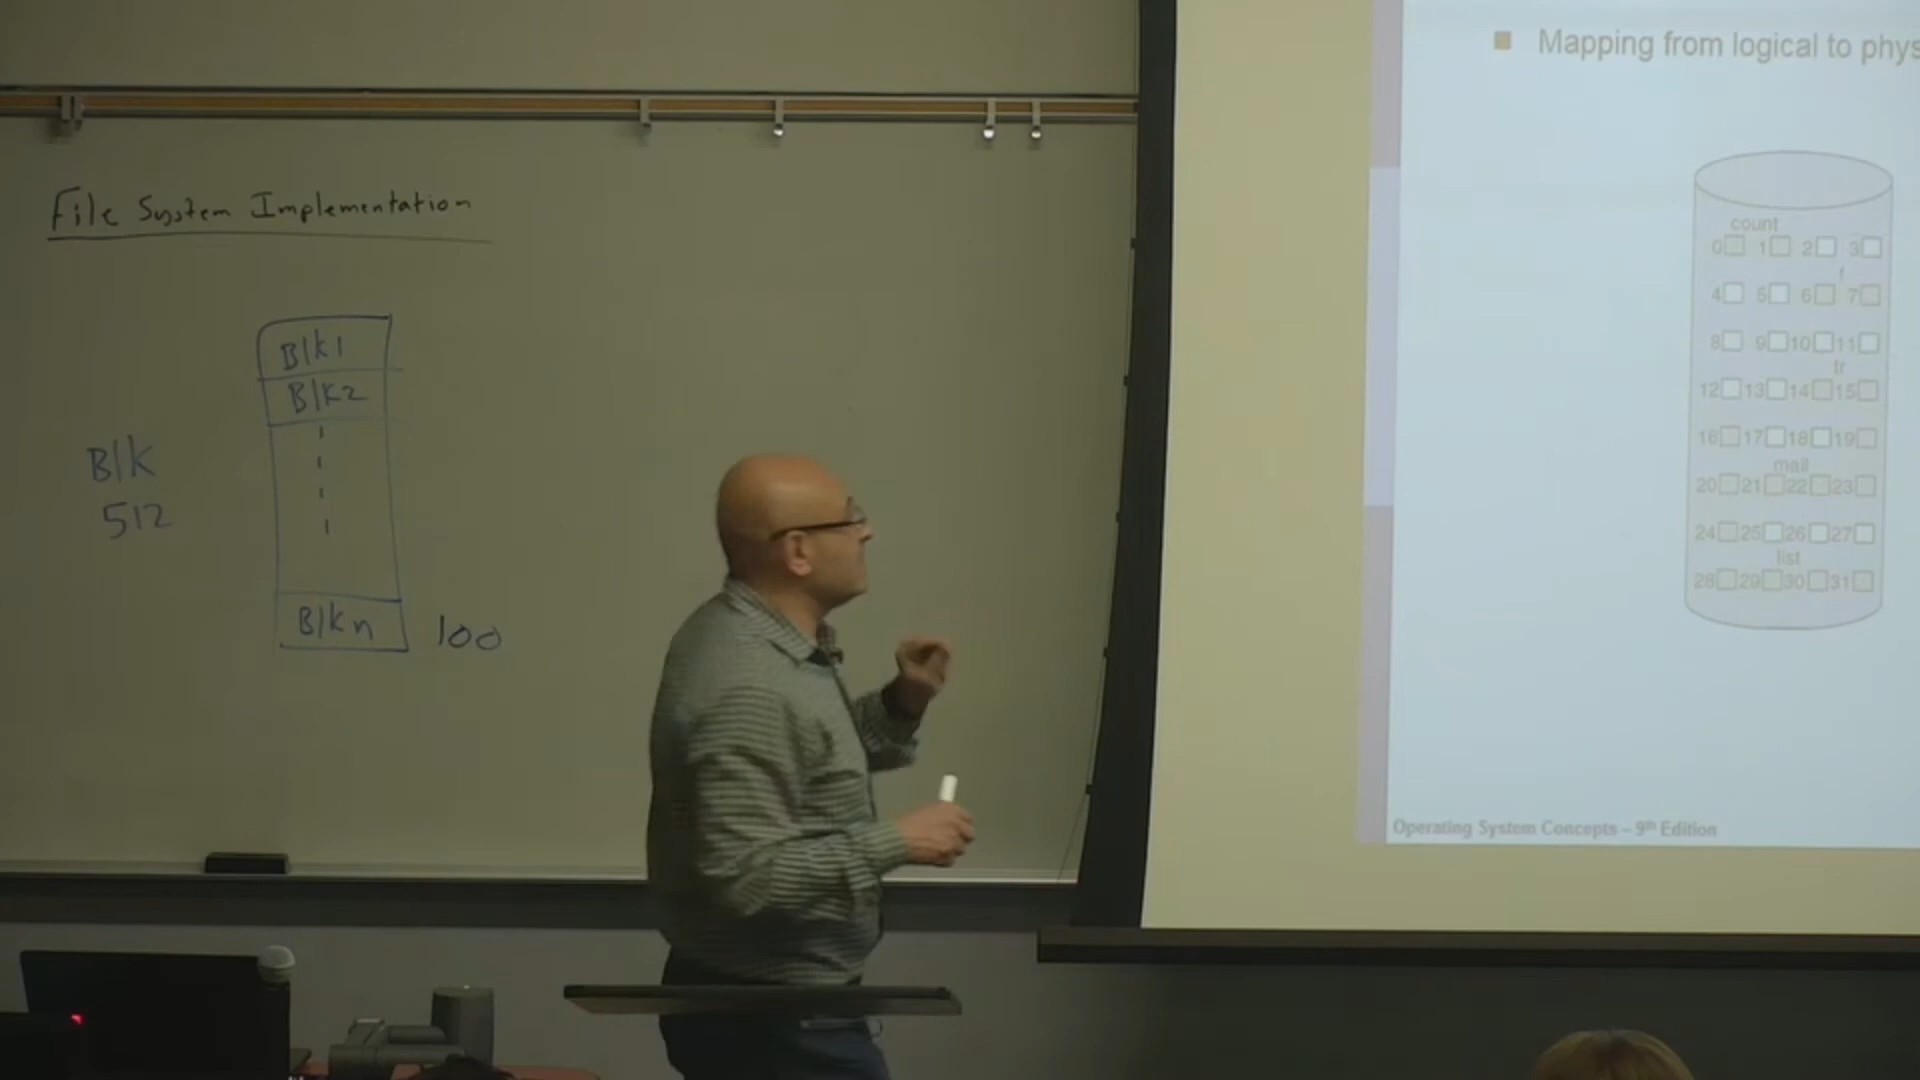 File System Implementation
Blk1
Blk2
Blk
512
Blkn 100
Mapping from logical to phys
count
0 1 2 3
f
4 5 6 7
8 9 10 11
tr
12 13 14 15
16 17 18 19
mail
20 21 22 23
24 25 26 27
list
28 29 30 31
Operating System Concepts – 9th Edition